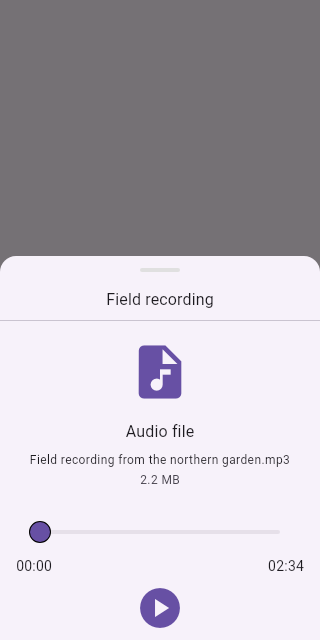 Field recording
Audio file
Field recording from the northern garden.mp3
2.2 MB
00:00
02:34